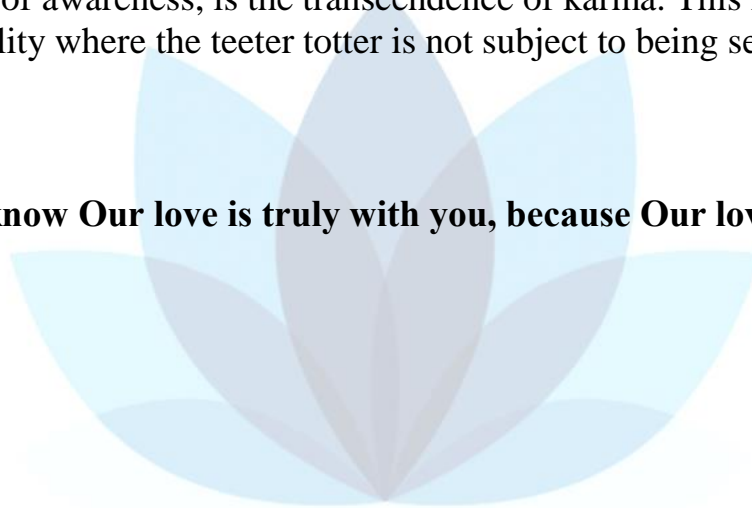 or awareness, is the transcendence of karma. This
lity where the teeter totter is not subject to being se
now Our love is truly with you, because Our lov